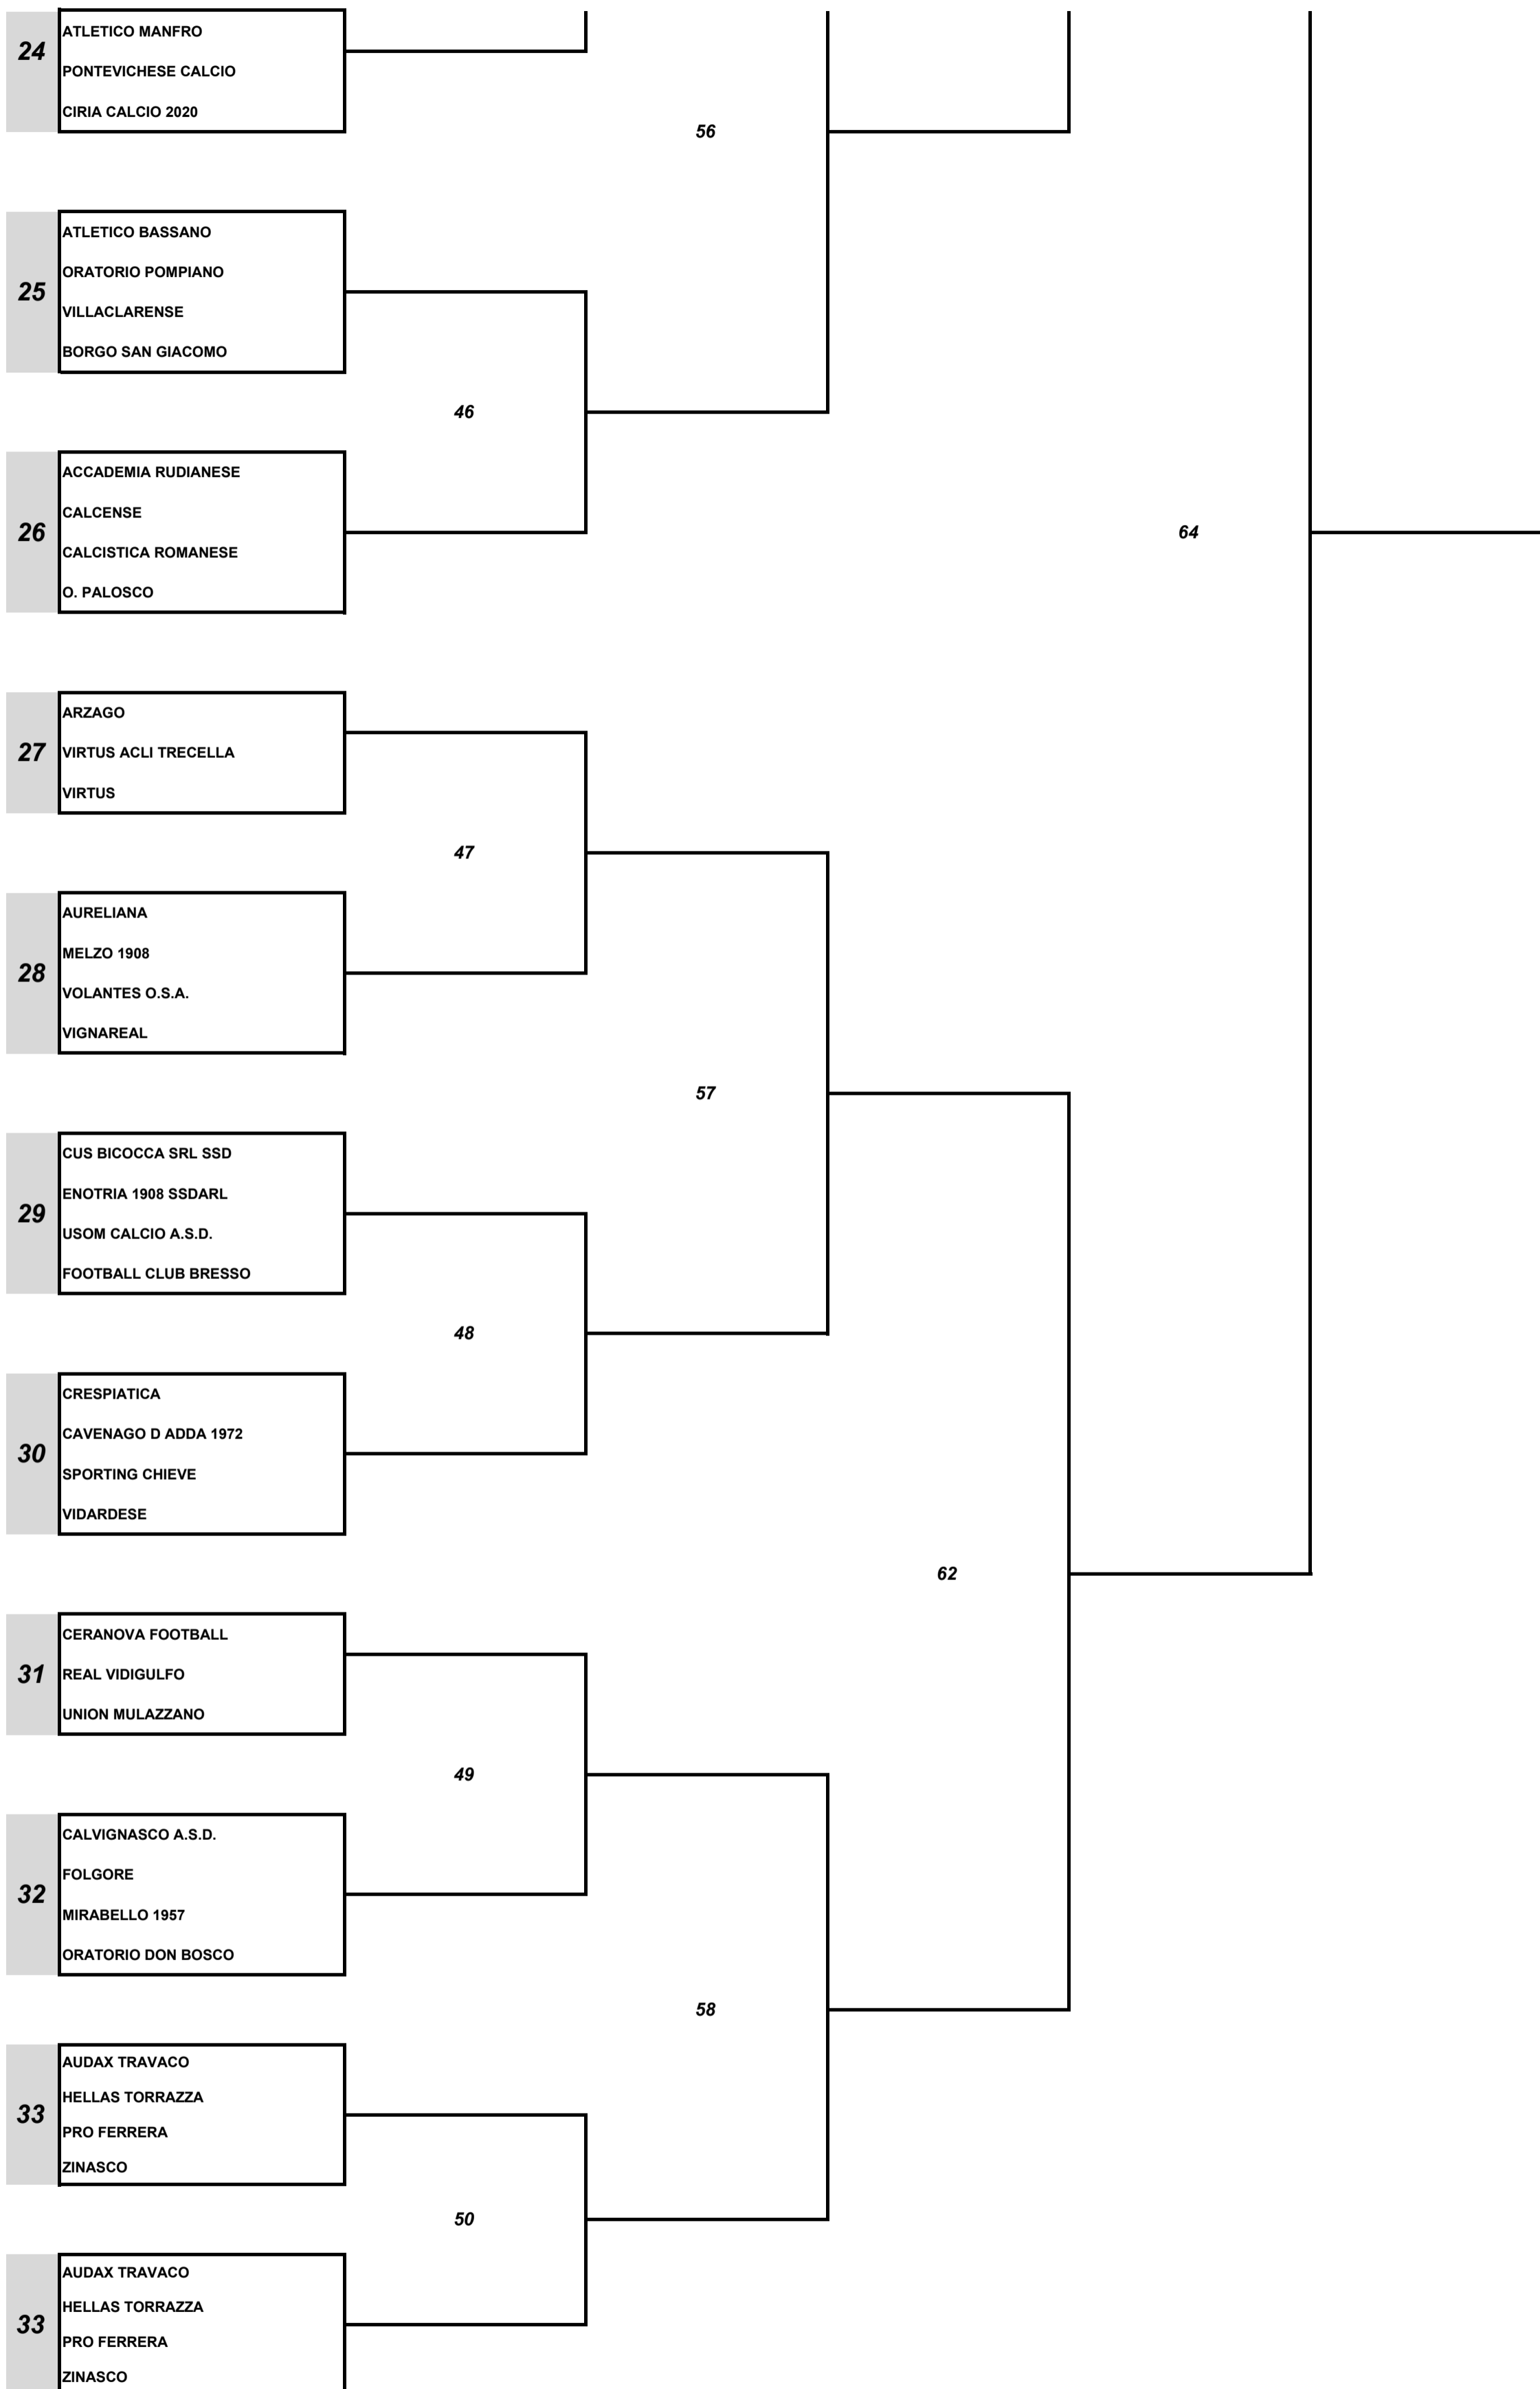 24
ATLETICO MANFRO
PONTEVICHESE CALCIO
CIRIA CALCIO 2020
56
25
ATLETICO BASSANO
ORATORIO POMPIANO
VILLACLARENSE
BORGO SAN GIACOMO
46
26
ACCADEMIA RUDIANESE
CALCENSE
CALCISTICA ROMANESE
O. PALOSCO
64
27
ARZAGO
VIRTUS ACLI TRECELLA
VIRTUS
47
28
AURELIANA
MELZO 1908
VOLANTES O.S.A.
VIGNAREAL
57
29
CUS BICOCCA SRL SSD
ENOTRIA 1908 SSDARL
USOM CALCIO A.S.D.
FOOTBALL CLUB BRESSO
48
30
CRESPIATICA
CAVENAGO D ADDA 1972
SPORTING CHIEVE
VIDARDESE
62
31
CERANOVA FOOTBALL
REAL VIDIGULFO
UNION MULAZZANO
49
32
CALVIGNASCO A.S.D.
FOLGORE
MIRABELLO 1957
ORATORIO DON BOSCO
58
33
AUDAX TRAVACO
HELLAS TORRAZZA
PRO FERRERA
ZINASCO
50
33
AUDAX TRAVACO
HELLAS TORRAZZA
PRO FERRERA
ZINASCO